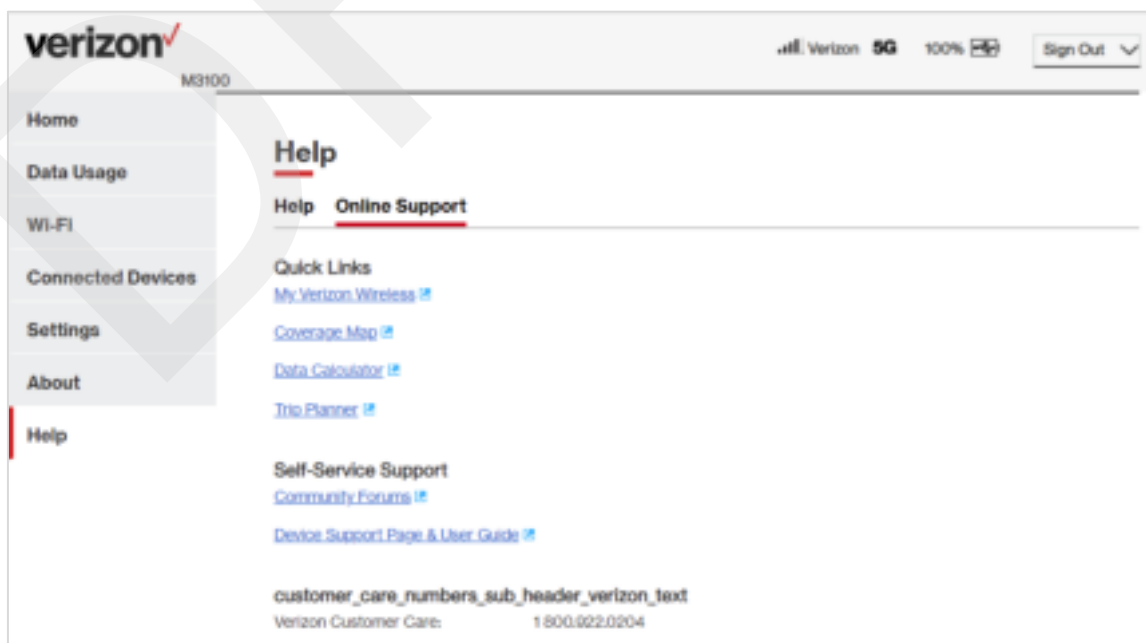 verizon
Verizon 5G 100% Sign Out
M3100
Home
Data Usage
Wi-Fi
Connected Devices
Settings
About
Help
Help
Help Online Support
Quick Links
My Verizon Wireless
Coverage Map
Data Calculator
Trip Planner
Self-Service Support
Community Forums
Device Support Page & User Guide
customer_care_numbers_sub_header_verizon_text
Verizon Customer Care: 1 800.922.0204